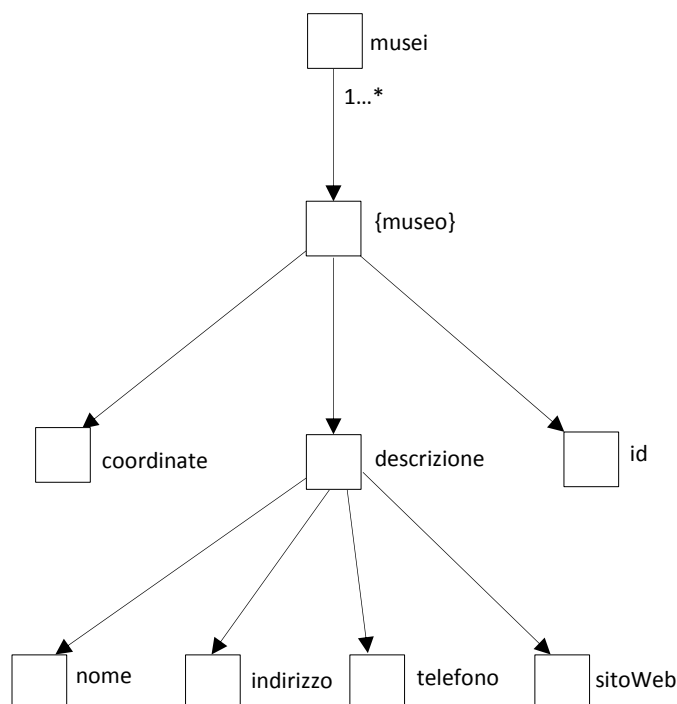 musei
1...*
{museo}
coordinate
descrizione
id
nome
indirizzo
telefono
sitoWeb